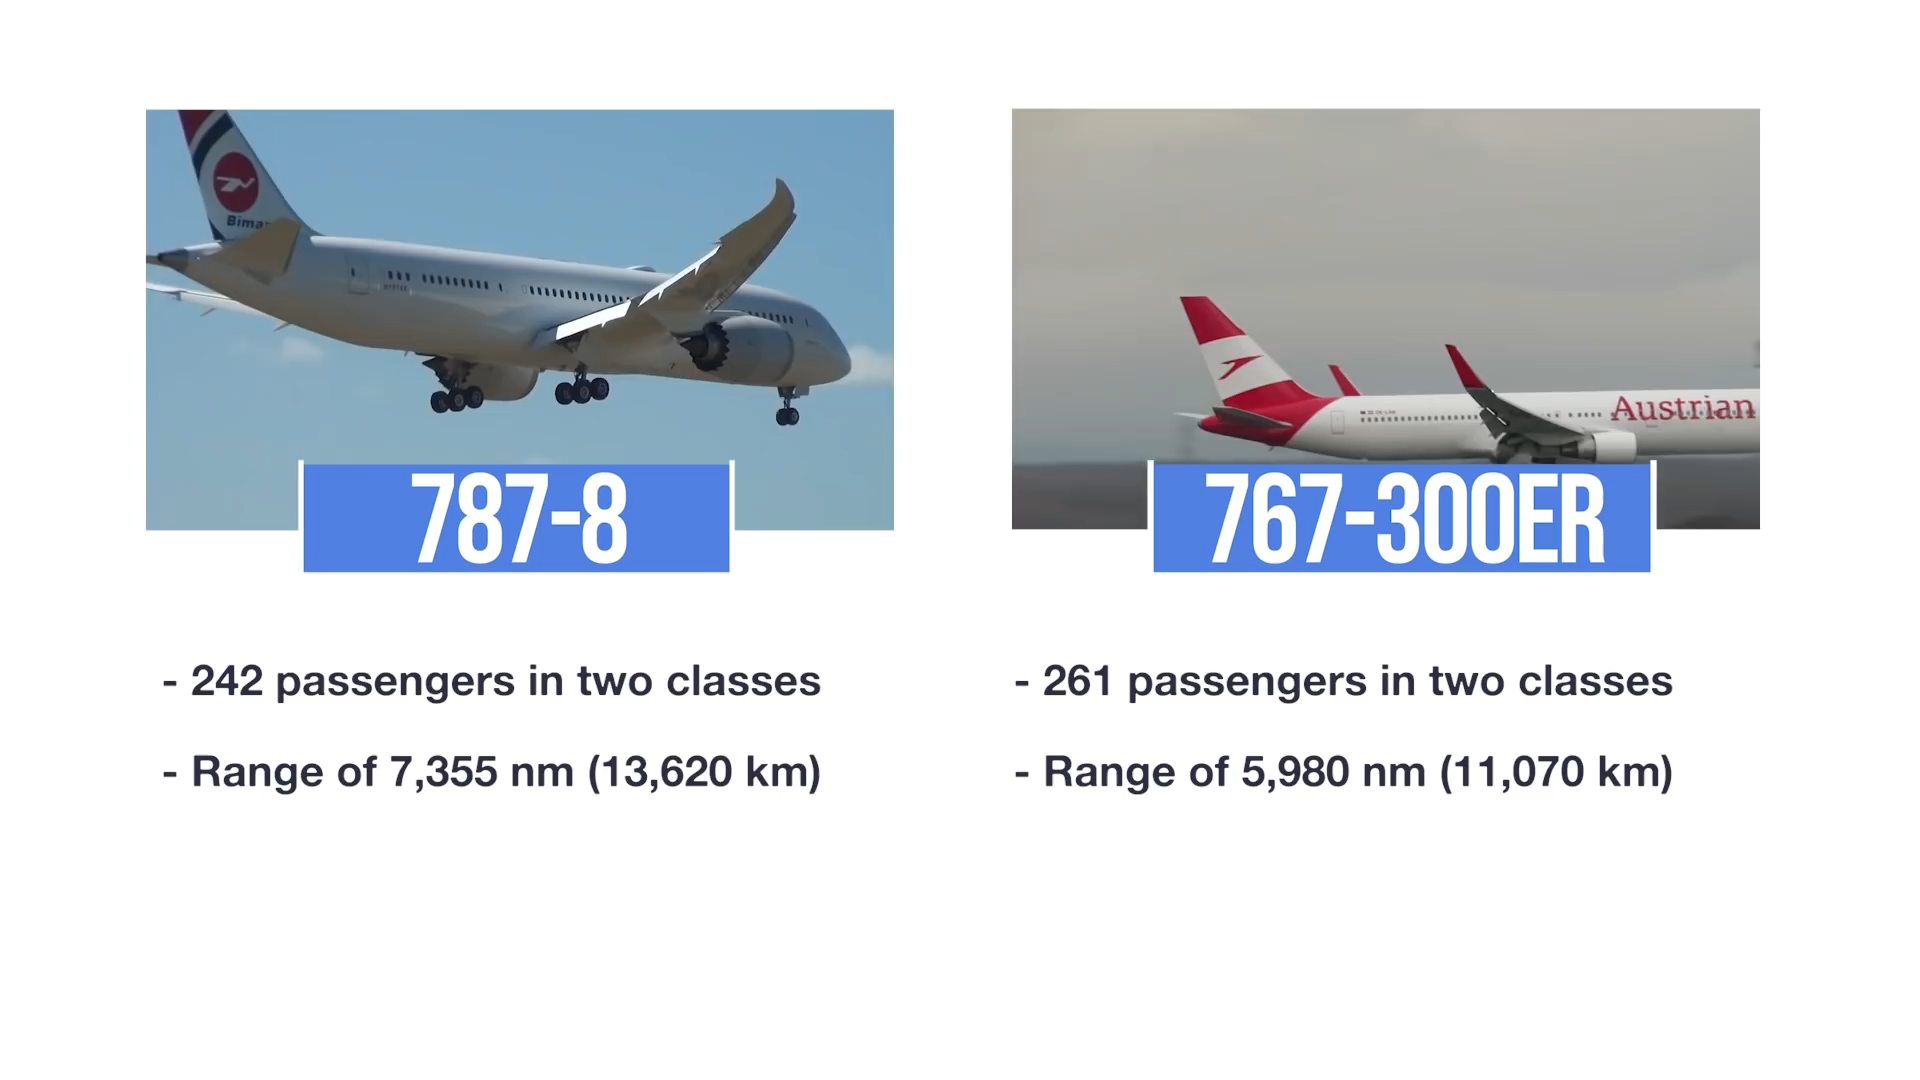 Bima
Austrian
787-8
767-300ER
- 242 passengers in two classes
- Range of 7,355 nm (13,620 km)
- 261 passengers in two classes
- Range of 5,980 nm (11,070 km)